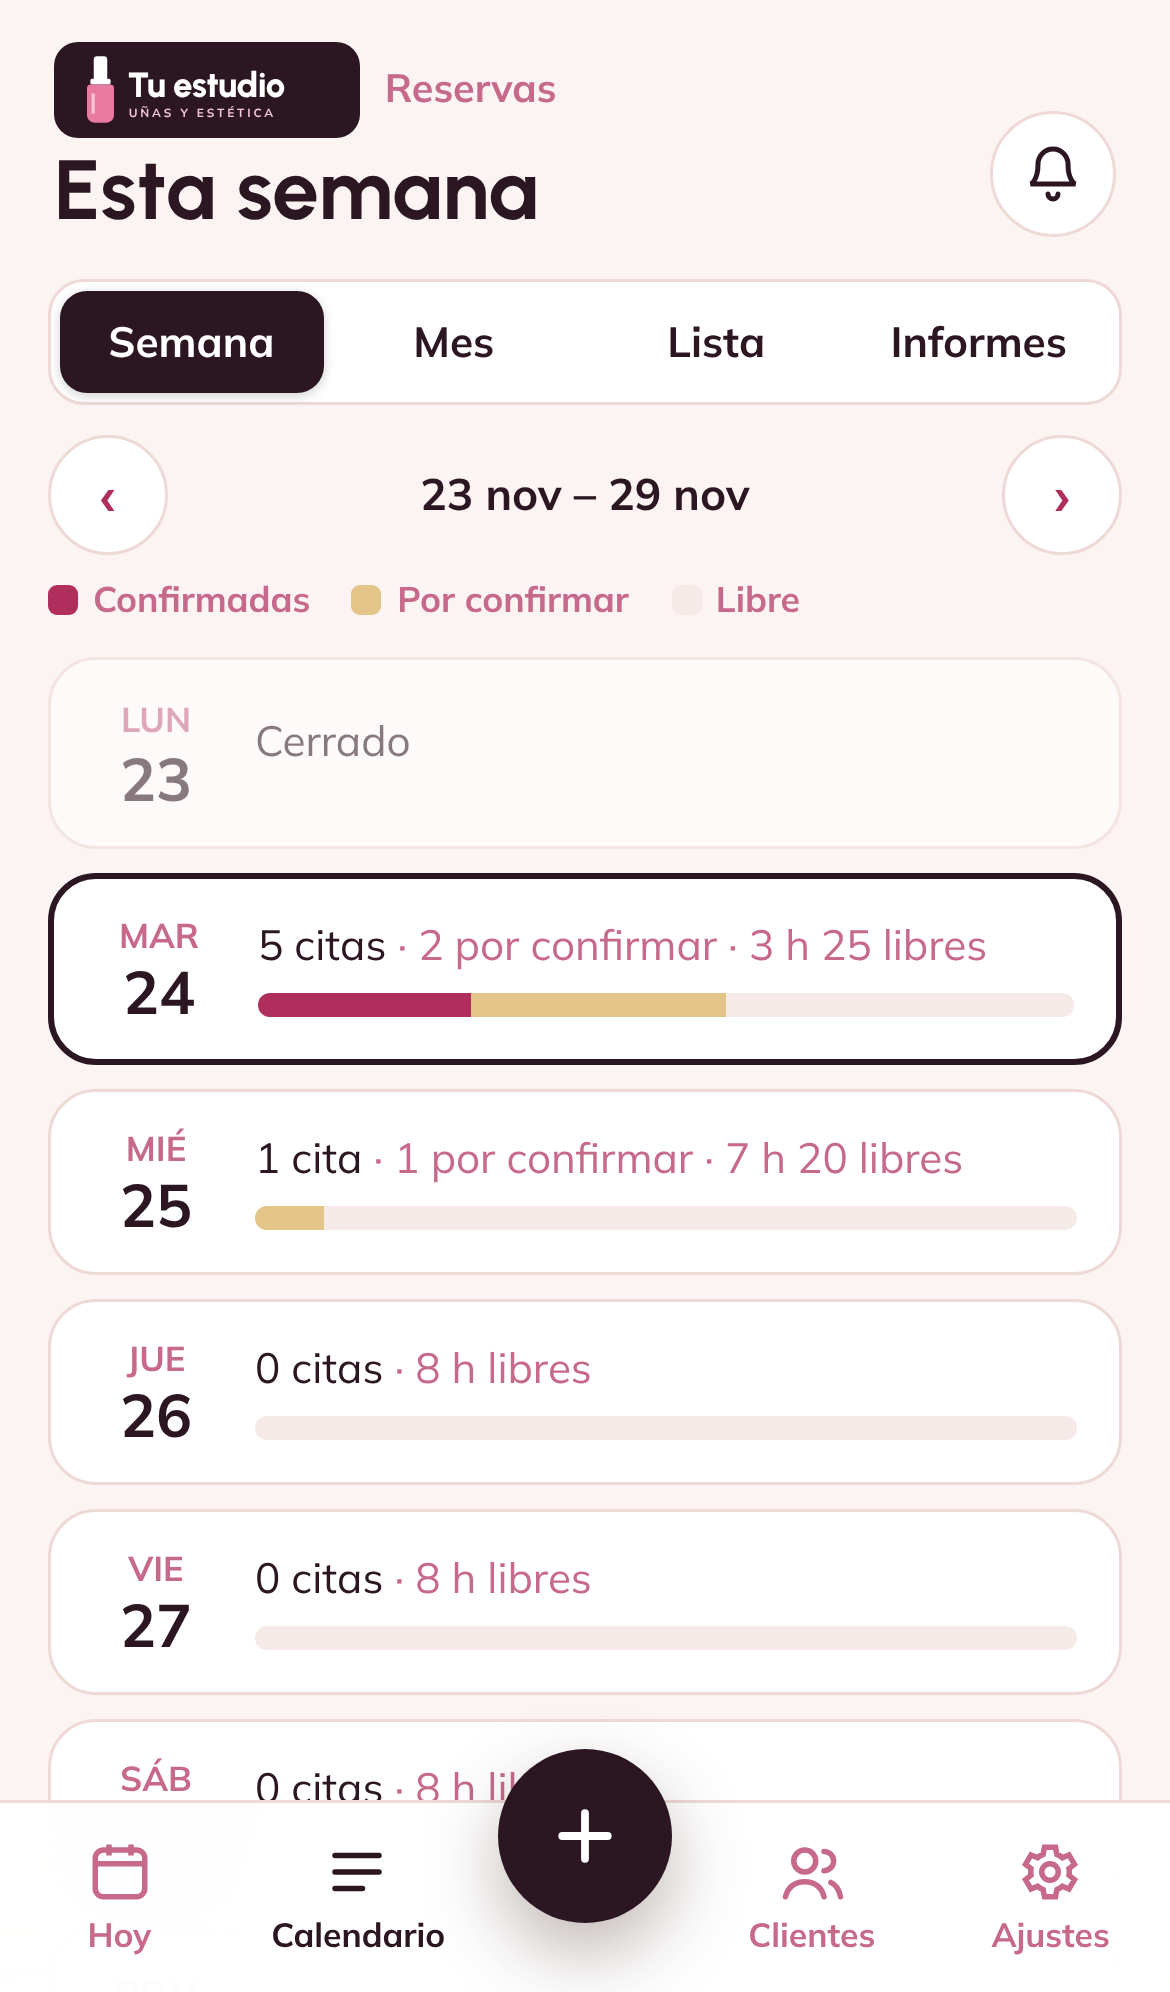 Tu estudio
UÑAS Y ESTÉTICA
Reservas
Esta semana
Semana Mes Lista Informes
‹ 23 nov – 29 nov ›
Confirmadas Por confirmar Libre
LUN
23
Cerrado
MAR
24
5 citas · 2 por confirmar · 3 h 25 libres
MIÉ
25
1 cita · 1 por confirmar · 7 h 20 libres
JUE
26
0 citas · 8 h libres
VIE
27
0 citas · 8 h libres
SÁB
0 citas · 8 h
Hoy Calendario + Clientes Ajustes